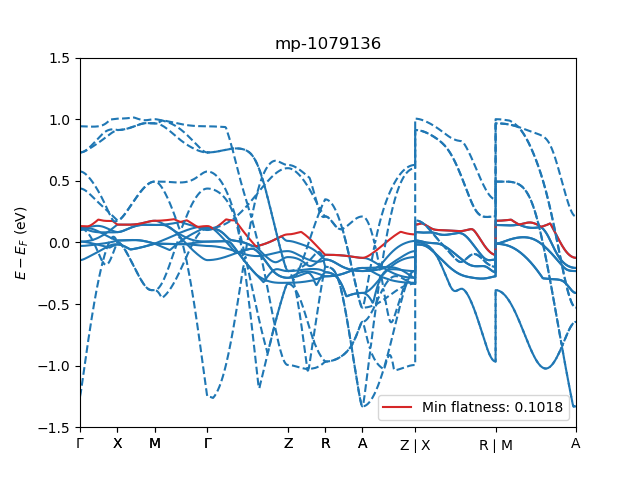 mp-1079136
1.5
1.0
0.5
0.0
−0.5
−1.0
−1.5
E − E_F (eV)
Min flatness: 0.1018
Γ X M Γ Z R A Z | X R | M A